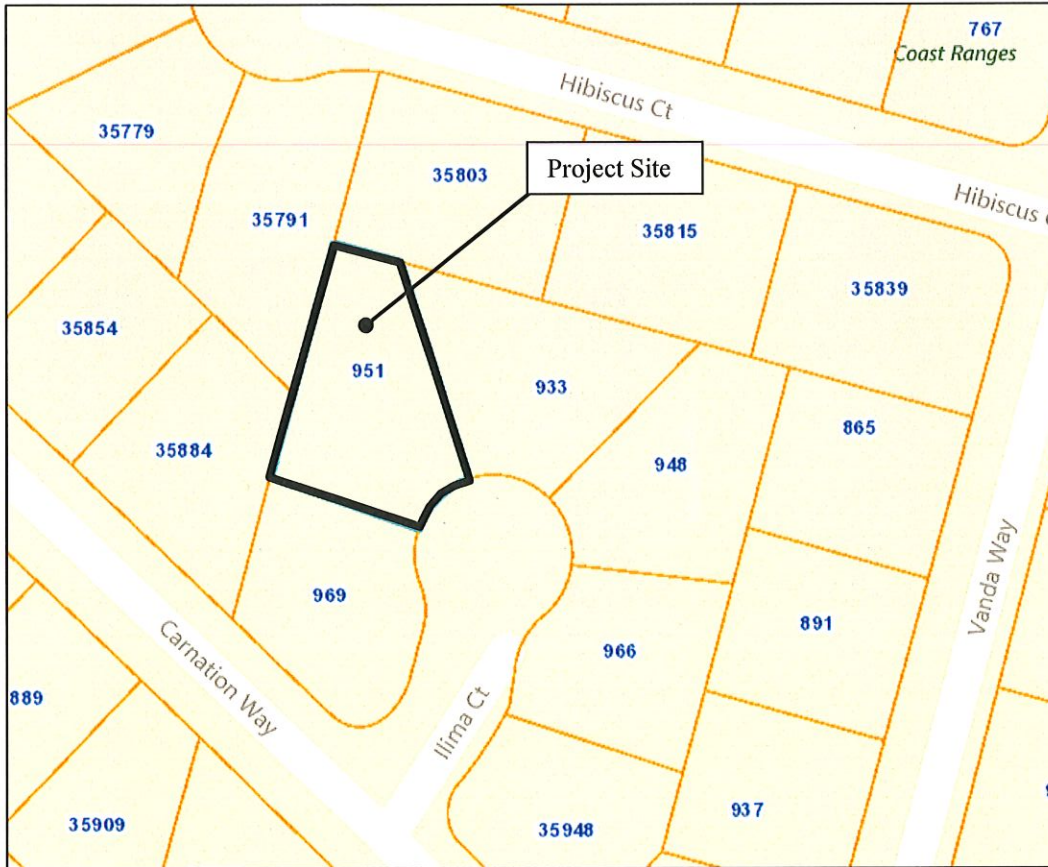 767
Coast Ranges
Hibiscus Ct
35779
Project Site
35803
Hibiscus
35791
35815
35839
35854
951
933
865
35884
948
Vanda Way
969
891
966
Carnation Way
889
Ilima Ct
937
35909
35948